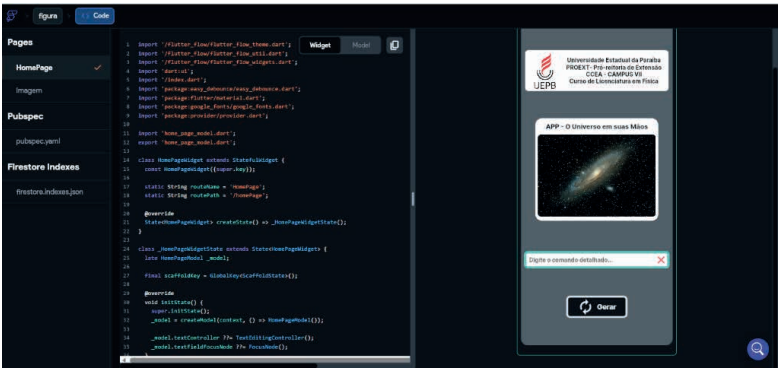 figura
Code
Pages
HomePage
Imagem
Pubspec
pubspec.yaml
Firestore Indexes
firestore.indexes.json
Widget
Model
1 import '/flutter_flow/flutter_flow_theme.dart';
2 import '/flutter_flow/flutter_flow_util.dart';
3 import '/flutter_flow/flutter_flow_widgets.dart';
4 import 'dart:ui';
5 import '/index.dart';
6 import 'package:easy_debounce/easy_debounce.dart';
7 import 'package:flutter/material.dart';
8 import 'package:google_fonts/google_fonts.dart';
9 import 'package:provider/provider.dart';
10
11 import 'home_page_model.dart';
12 export 'home_page_model.dart';
13
14 class HomePageWidget extends StatefulWidget {
15 const HomePageWidget({super.key});
16
17 static String routeName = 'HomePage';
18 static String routePath = '/homePage';
19
20 @override
21 State<HomePageWidget> createState() => _HomePageWidgetState();
22 }
23
24 class _HomePageWidgetState extends State<HomePageWidget> {
25 late HomePageModel _model;
26
27 final scaffoldKey = GlobalKey<ScaffoldState>();
28
29 @override
30 void initState() {
31 super.initState();
32 _model = createModel(context, () => HomePageModel());
33
34 _model.textController ??= TextEditingController();
35 _model.textFieldFocusNode ??= FocusNode();
UEPB
Universidade Estadual da Paraíba
PROEXT - Pró-reitoria de Extensão
CCEA - CAMPUS VII
Curso de Licenciatura em Física
APP - O Universo em suas Mãos
Digite o comando detalhado...
Gerar